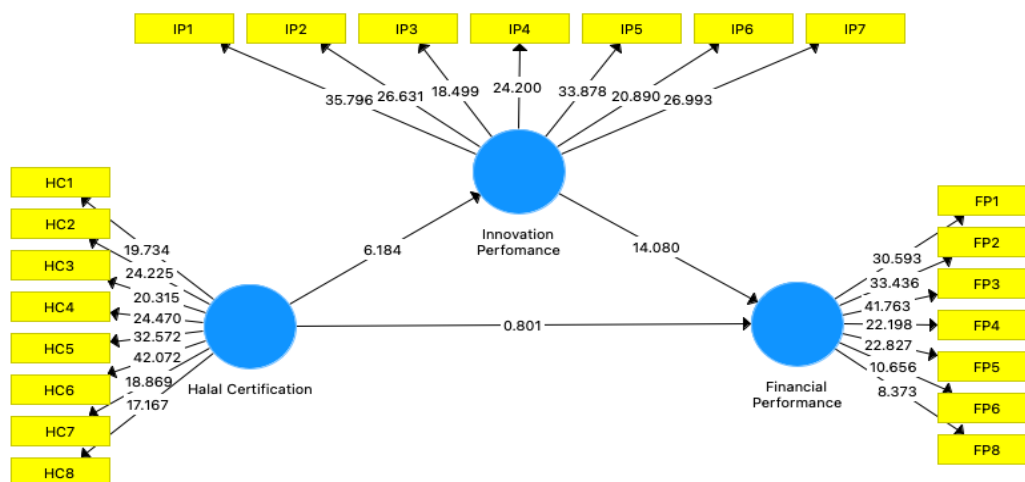 IP1 IP2 IP3 IP4 IP5 IP6 IP7
35.796 26.631 18.499 24.200 33.878 20.890 26.993
Innovation
Perfomance
6.184
14.080
0.801
HC1
HC2
HC3
HC4
HC5
HC6
HC7
HC8
19.734
24.225
20.315
24.470
32.572
42.072
18.869
17.167
Halal Certification
Financial
Performance
30.593
33.436
41.763
22.198
22.827
10.656
8.373
FP1
FP2
FP3
FP4
FP5
FP6
FP8